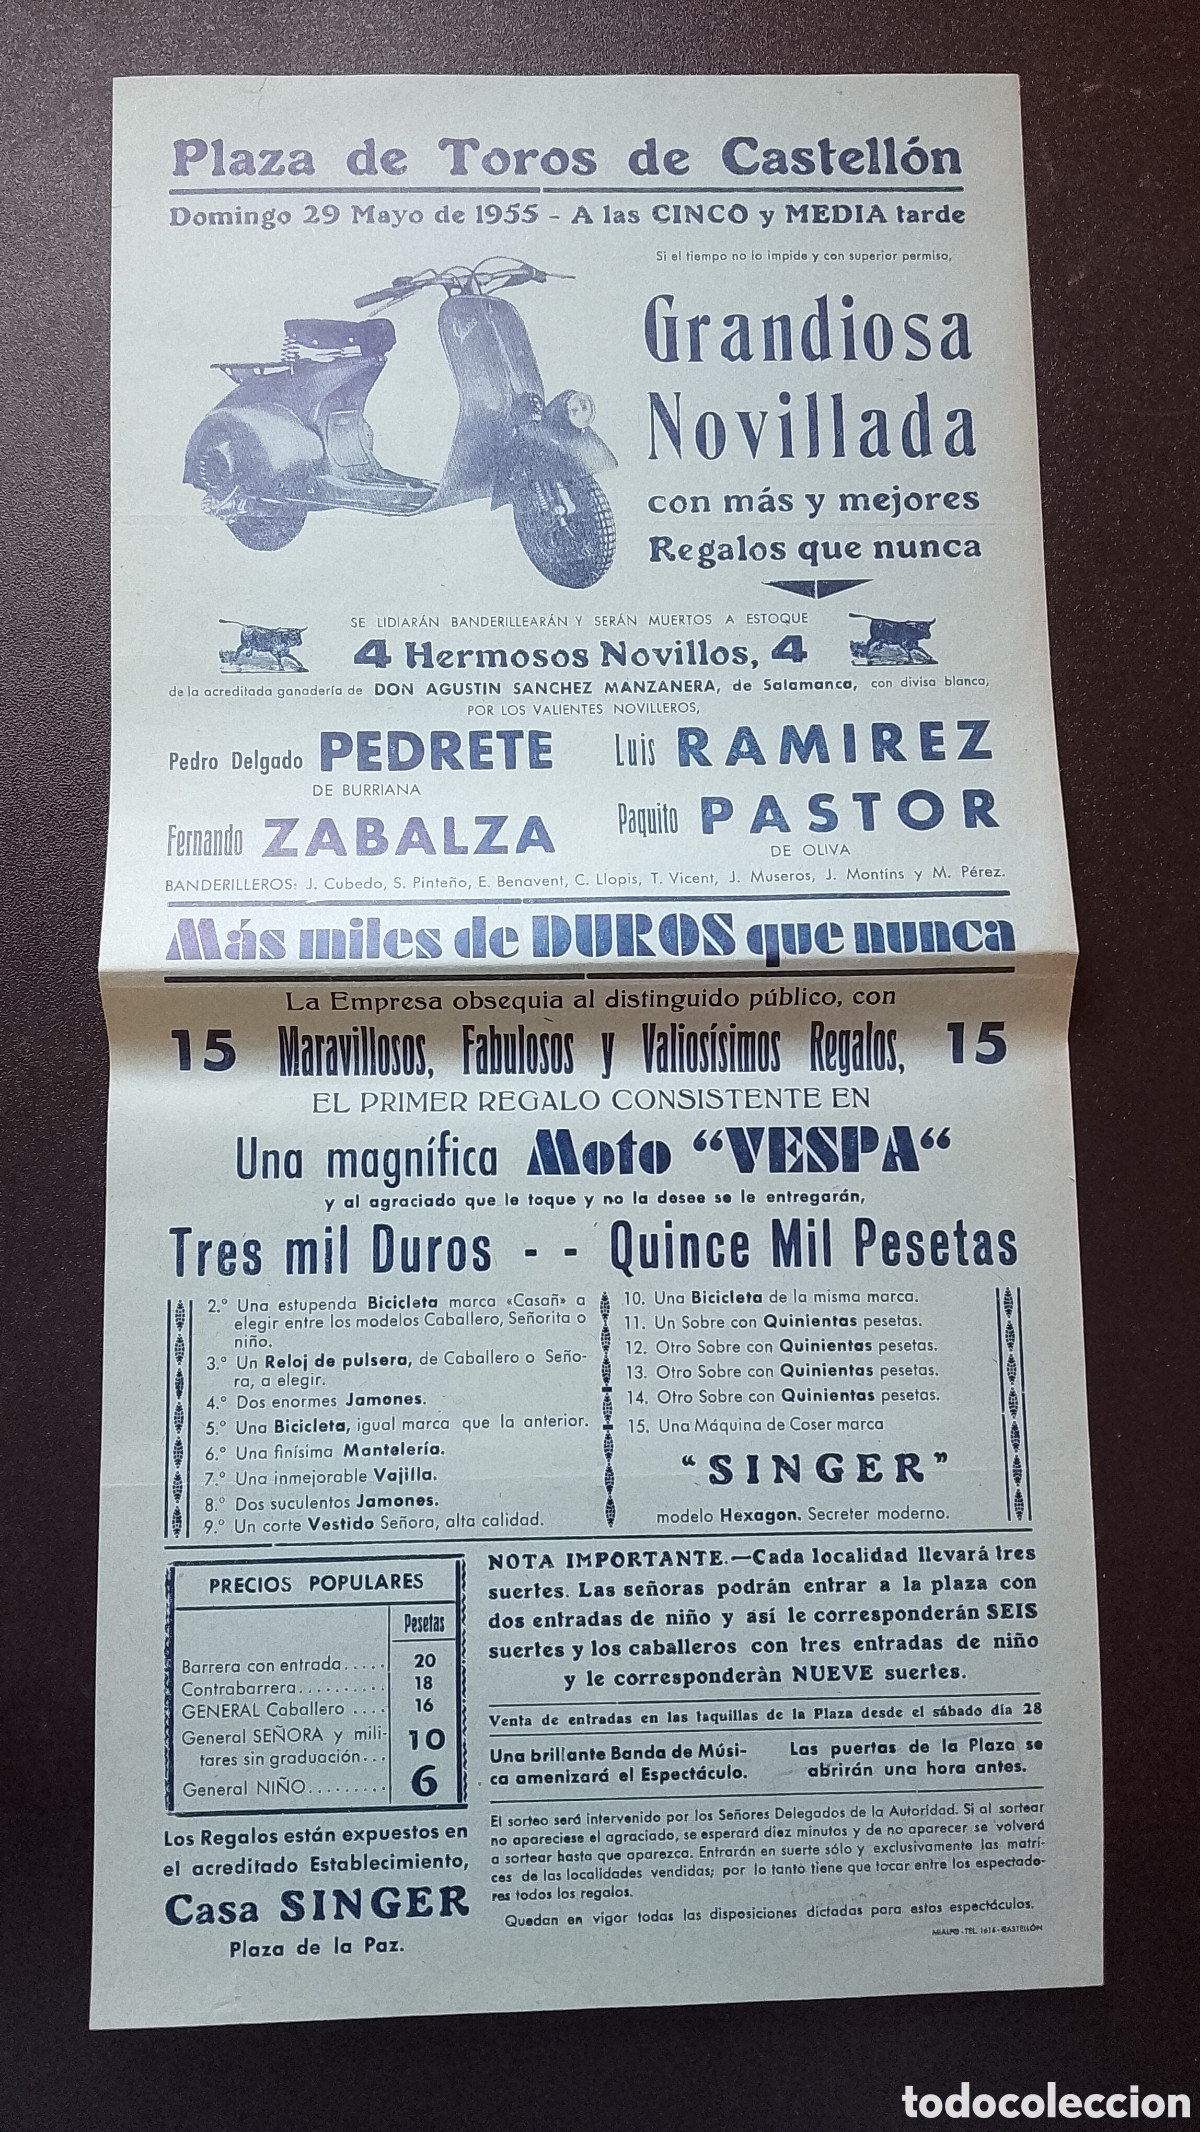 Plaza de Toros de Castellón
Domingo 29 Mayo de 1955 - A las CINCO y MEDIA tarde
Si el tiempo no lo impide y con superior permiso,
Grandiosa
Novillada
con más y mejores
Regalos que nunca
SE LIDIARÁN BANDERILLEARÁN Y SERÁN MUERTOS A ESTOQUE
4 Hermosos Novillos, 4
de la acreditada ganadería de DON AGUSTIN SANCHEZ MANZANERA, de Salamanca, con divisa blanca,
POR LOS VALIENTES NOVILLEROS,
Pedro Delgado PEDRETE
DE BURRIANA
Luis RAMIREZ
Fernando ZABALZA
Paquito PASTOR
DE OLIVA
BANDERILLEROS: J. Cubedo, S. Pinteño, E. Benavent, C. Llopis, T. Vicent, J. Museros, J. Montíns y M. Pérez.
Más miles de DUROS que nunca
La Empresa obsequia al distinguido público, con
15 Maravillosos, Fabulosos y Valiosísimos Regalos, 15
EL PRIMER REGALO CONSISTENTE EN
Una magnífica Moto “VESPA“
y al agraciado que le toque y no la desee se le entregarán,
Tres mil Duros - - Quince Mil Pesetas
2.º Una estupenda Bicicleta marca «Casañ» a
elegir entre los modelos Caballero, Señorita o
niño.
3.º Un Reloj de pulsera, de Caballero o Seño-
ra, a elegir.
4.º Dos enormes Jamones.
5.º Una Bicicleta, igual marca que la anterior.
6.º Una finísima Mantelería.
7.º Una inmejorable Vajilla.
8.º Dos suculentos Jamones.
9.º Un corte Vestido Señora, alta calidad.
10. Una Bicicleta de la misma marca.
11. Un Sobre con Quinientas pesetas.
12. Otro Sobre con Quinientas pesetas.
13. Otro Sobre con Quinientas pesetas.
14. Otro Sobre con Quinientas pesetas.
15. Una Máquina de Coser marca
“SINGER”
modelo Hexagon. Secreter moderno.
PRECIOS POPULARES
Pesetas
Barrera con entrada..... 20
Contrabarrera.......... 18
GENERAL Caballero .... 16
General SEÑORA y mili-
tares sin graduación... 10
General NIÑO......... 6
Los Regalos están expuestos en
el acreditado Establecimiento,
Casa SINGER
Plaza de la Paz.
NOTA IMPORTANTE.—Cada localidad llevará tres
suertes. Las señoras podrán entrar a la plaza con
dos entradas de niño y así le corresponderán SEIS
suertes y los caballeros con tres entradas de niño
y le corresponderàn NUEVE suertes.
Venta de entradas en las taquillas de la Plaza desde el sábado día 28
Una brillante Banda de Músi-
ca amenizará el Espectáculo.
Las puertas de la Plaza se
abrirán una hora antes.
El sorteo será intervenido por los Señores Delegados de la Autoridad. Si al sortear
no apareciese el agraciado, se esperará diez minutos y de no aparecer se volverá
a sortear hasta que aparezca. Entrarán en suerte sólo y exclusivamente las matri-
ces de las localidades vendidas; por lo tanto tiene que tocar entre los espectado-
res todos los regalos.
Quedan en vigor todas las disposiciones dictadas para estos espectáculos.
MIALFO - TEL. 1615 - CASTELLÓN
todocoleccion